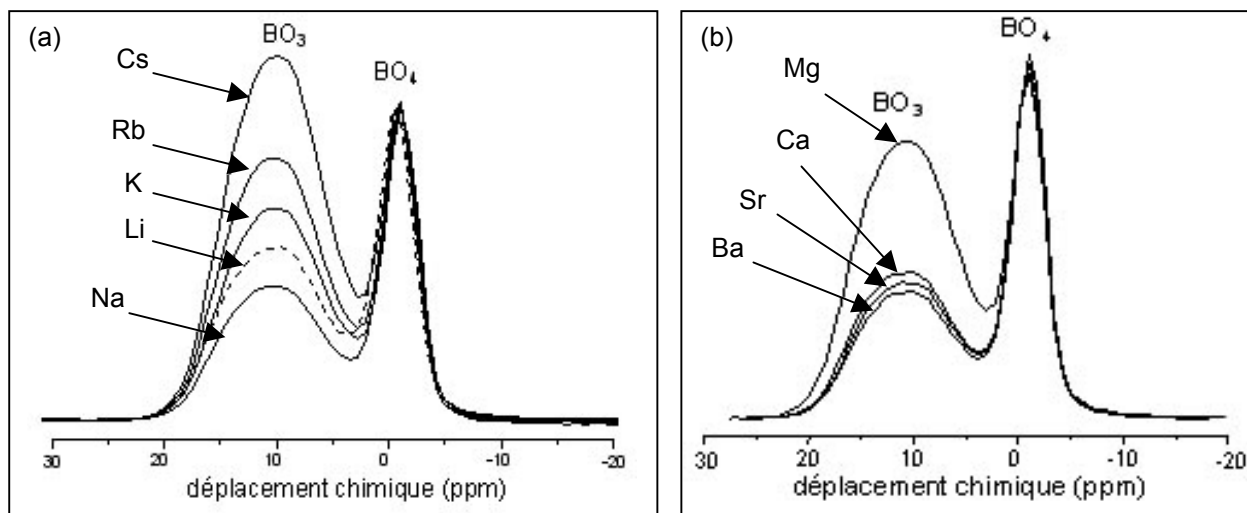 (a)
BO3
Cs
BO4
Rb
K
Li
Na
30 20 10 0 -10 -20
déplacement chimique (ppm)
(b)
BO4
Mg
BO3
Ca
Sr
Ba
30 20 10 0 -10 -20
déplacement chimique (ppm)